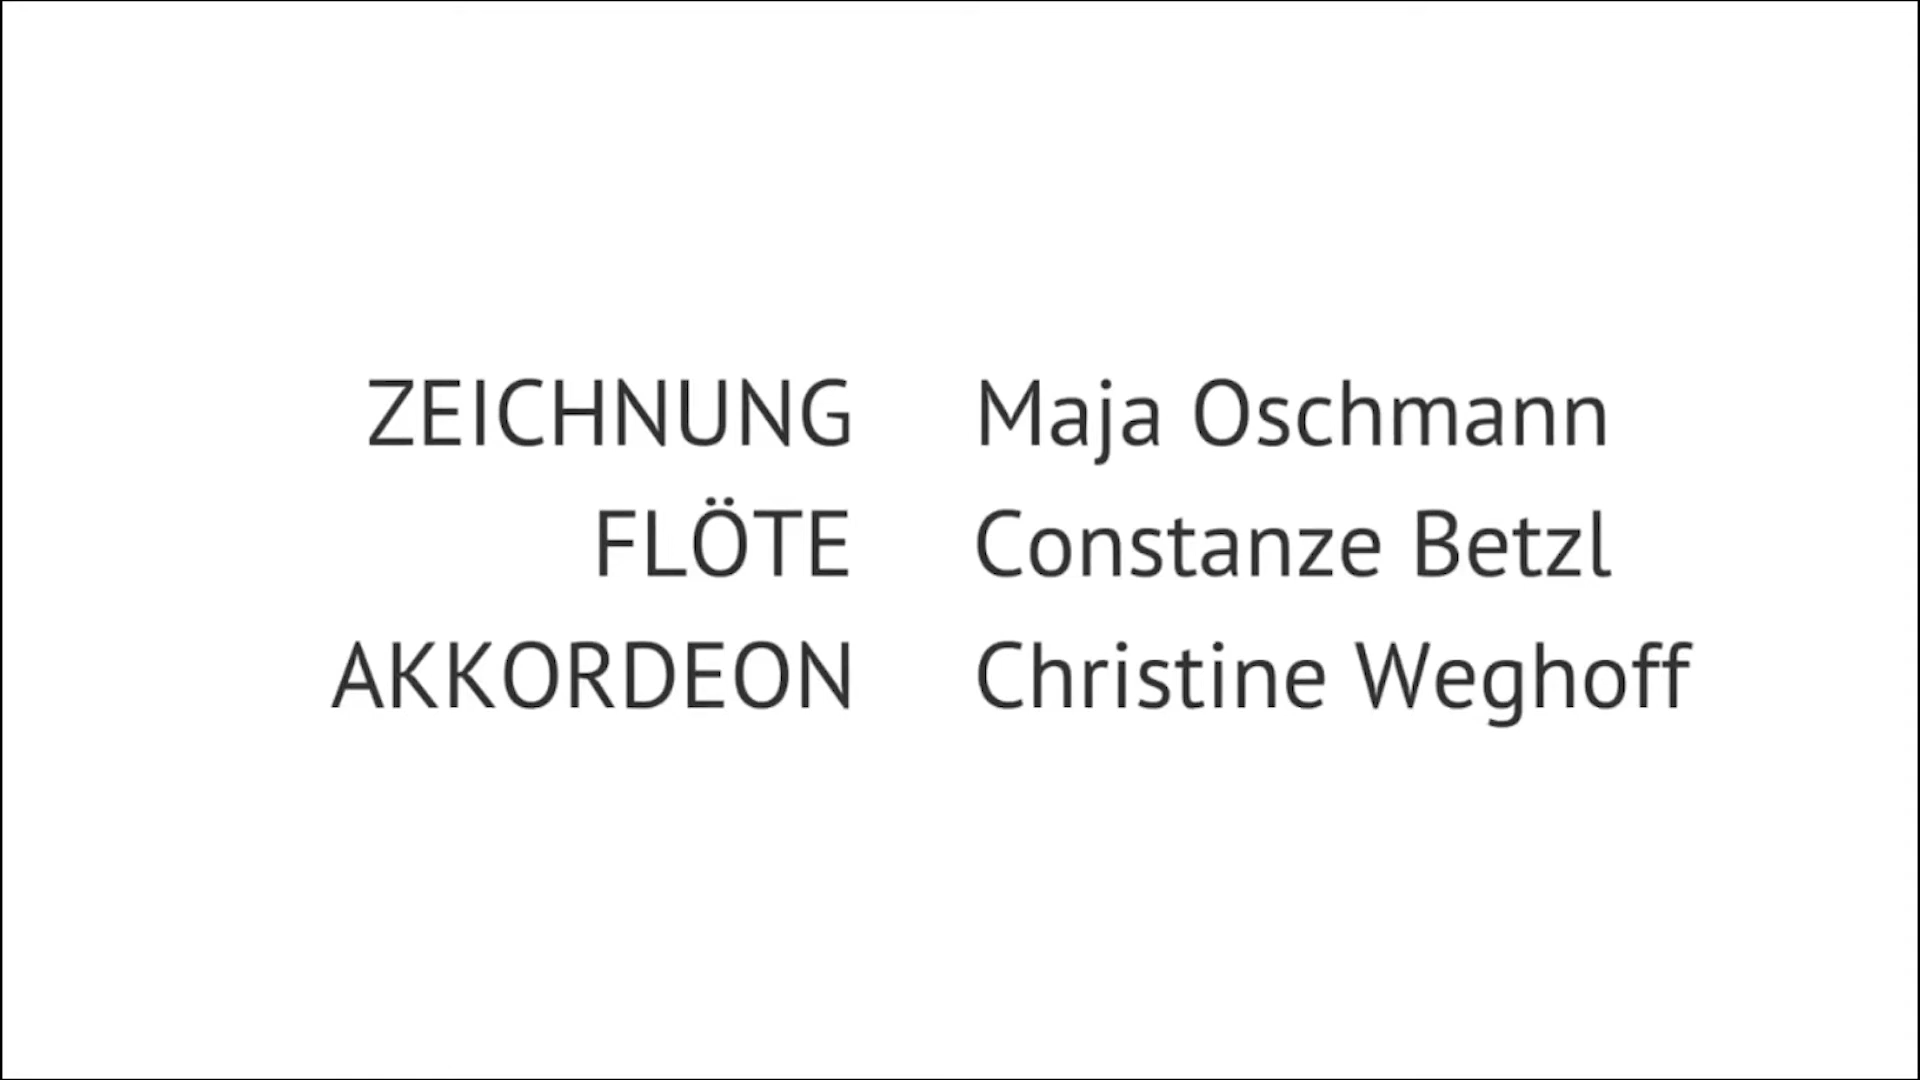 ZEICHNUNG Maja Oschmann
FLÖTE Constanze Betzl
AKKORDEON Christine Weghoff